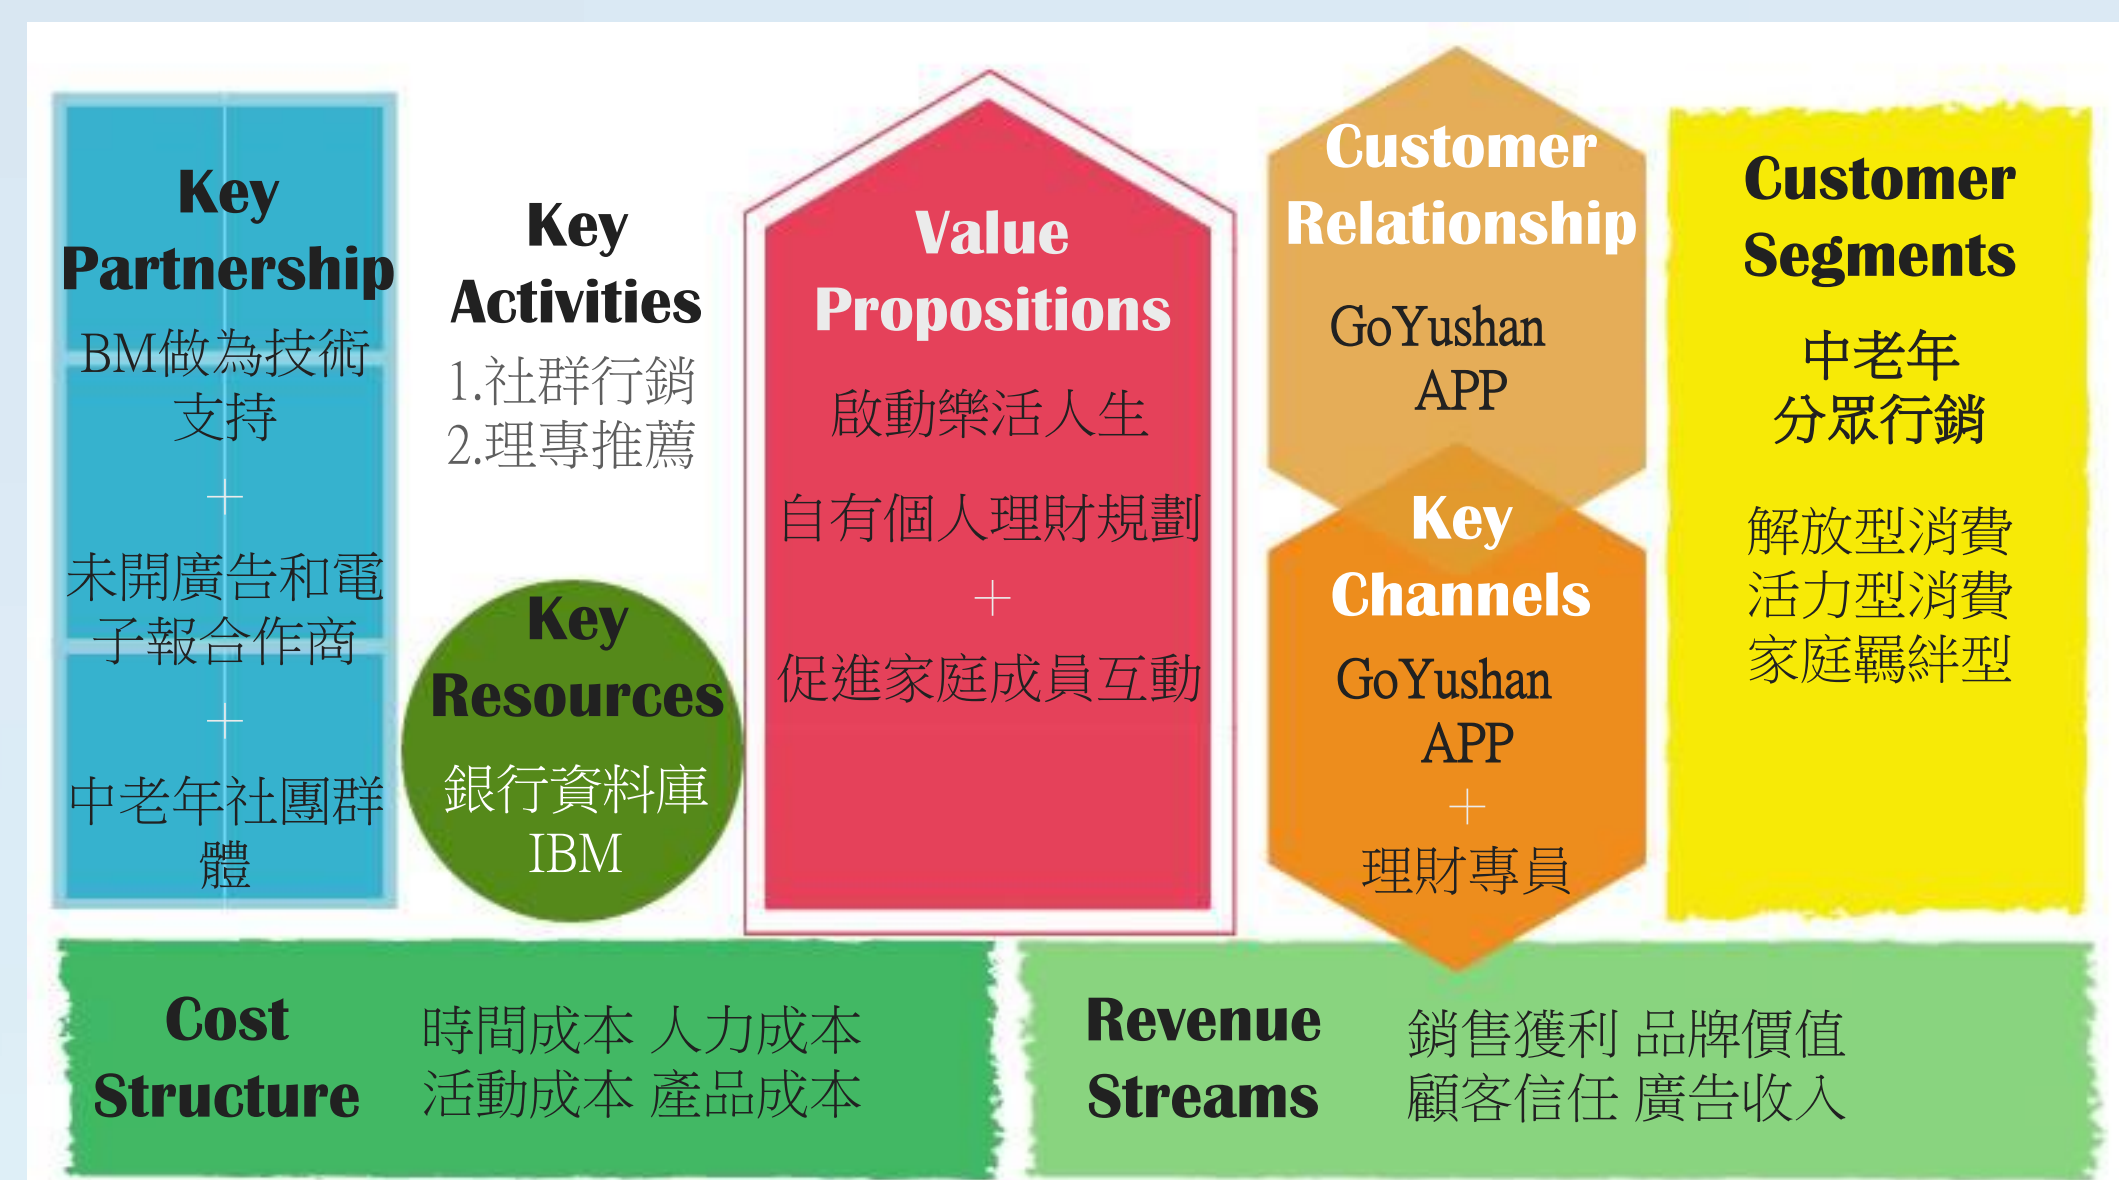 Key
Partnership
BM做為技術
支持
+
未開廣告和電
子報合作商
+
中老年社團群
體
Key
Activities
1.社群行銷
2.理專推薦
Key
Resources
銀行資料庫
IBM
Value
Propositions
啟動樂活人生
自有個人理財規劃
+
促進家庭成員互動
Customer
Relationship
GoYushan
APP
Key
Channels
GoYushan
APP
+
理財專員
Customer
Segments
中老年
分眾行銷
解放型消費
活力型消費
家庭羈絆型
Cost
Structure
時間成本 人力成本
活動成本 產品成本
Revenue
Streams
銷售獲利 品牌價值
顧客信任 廣告收入